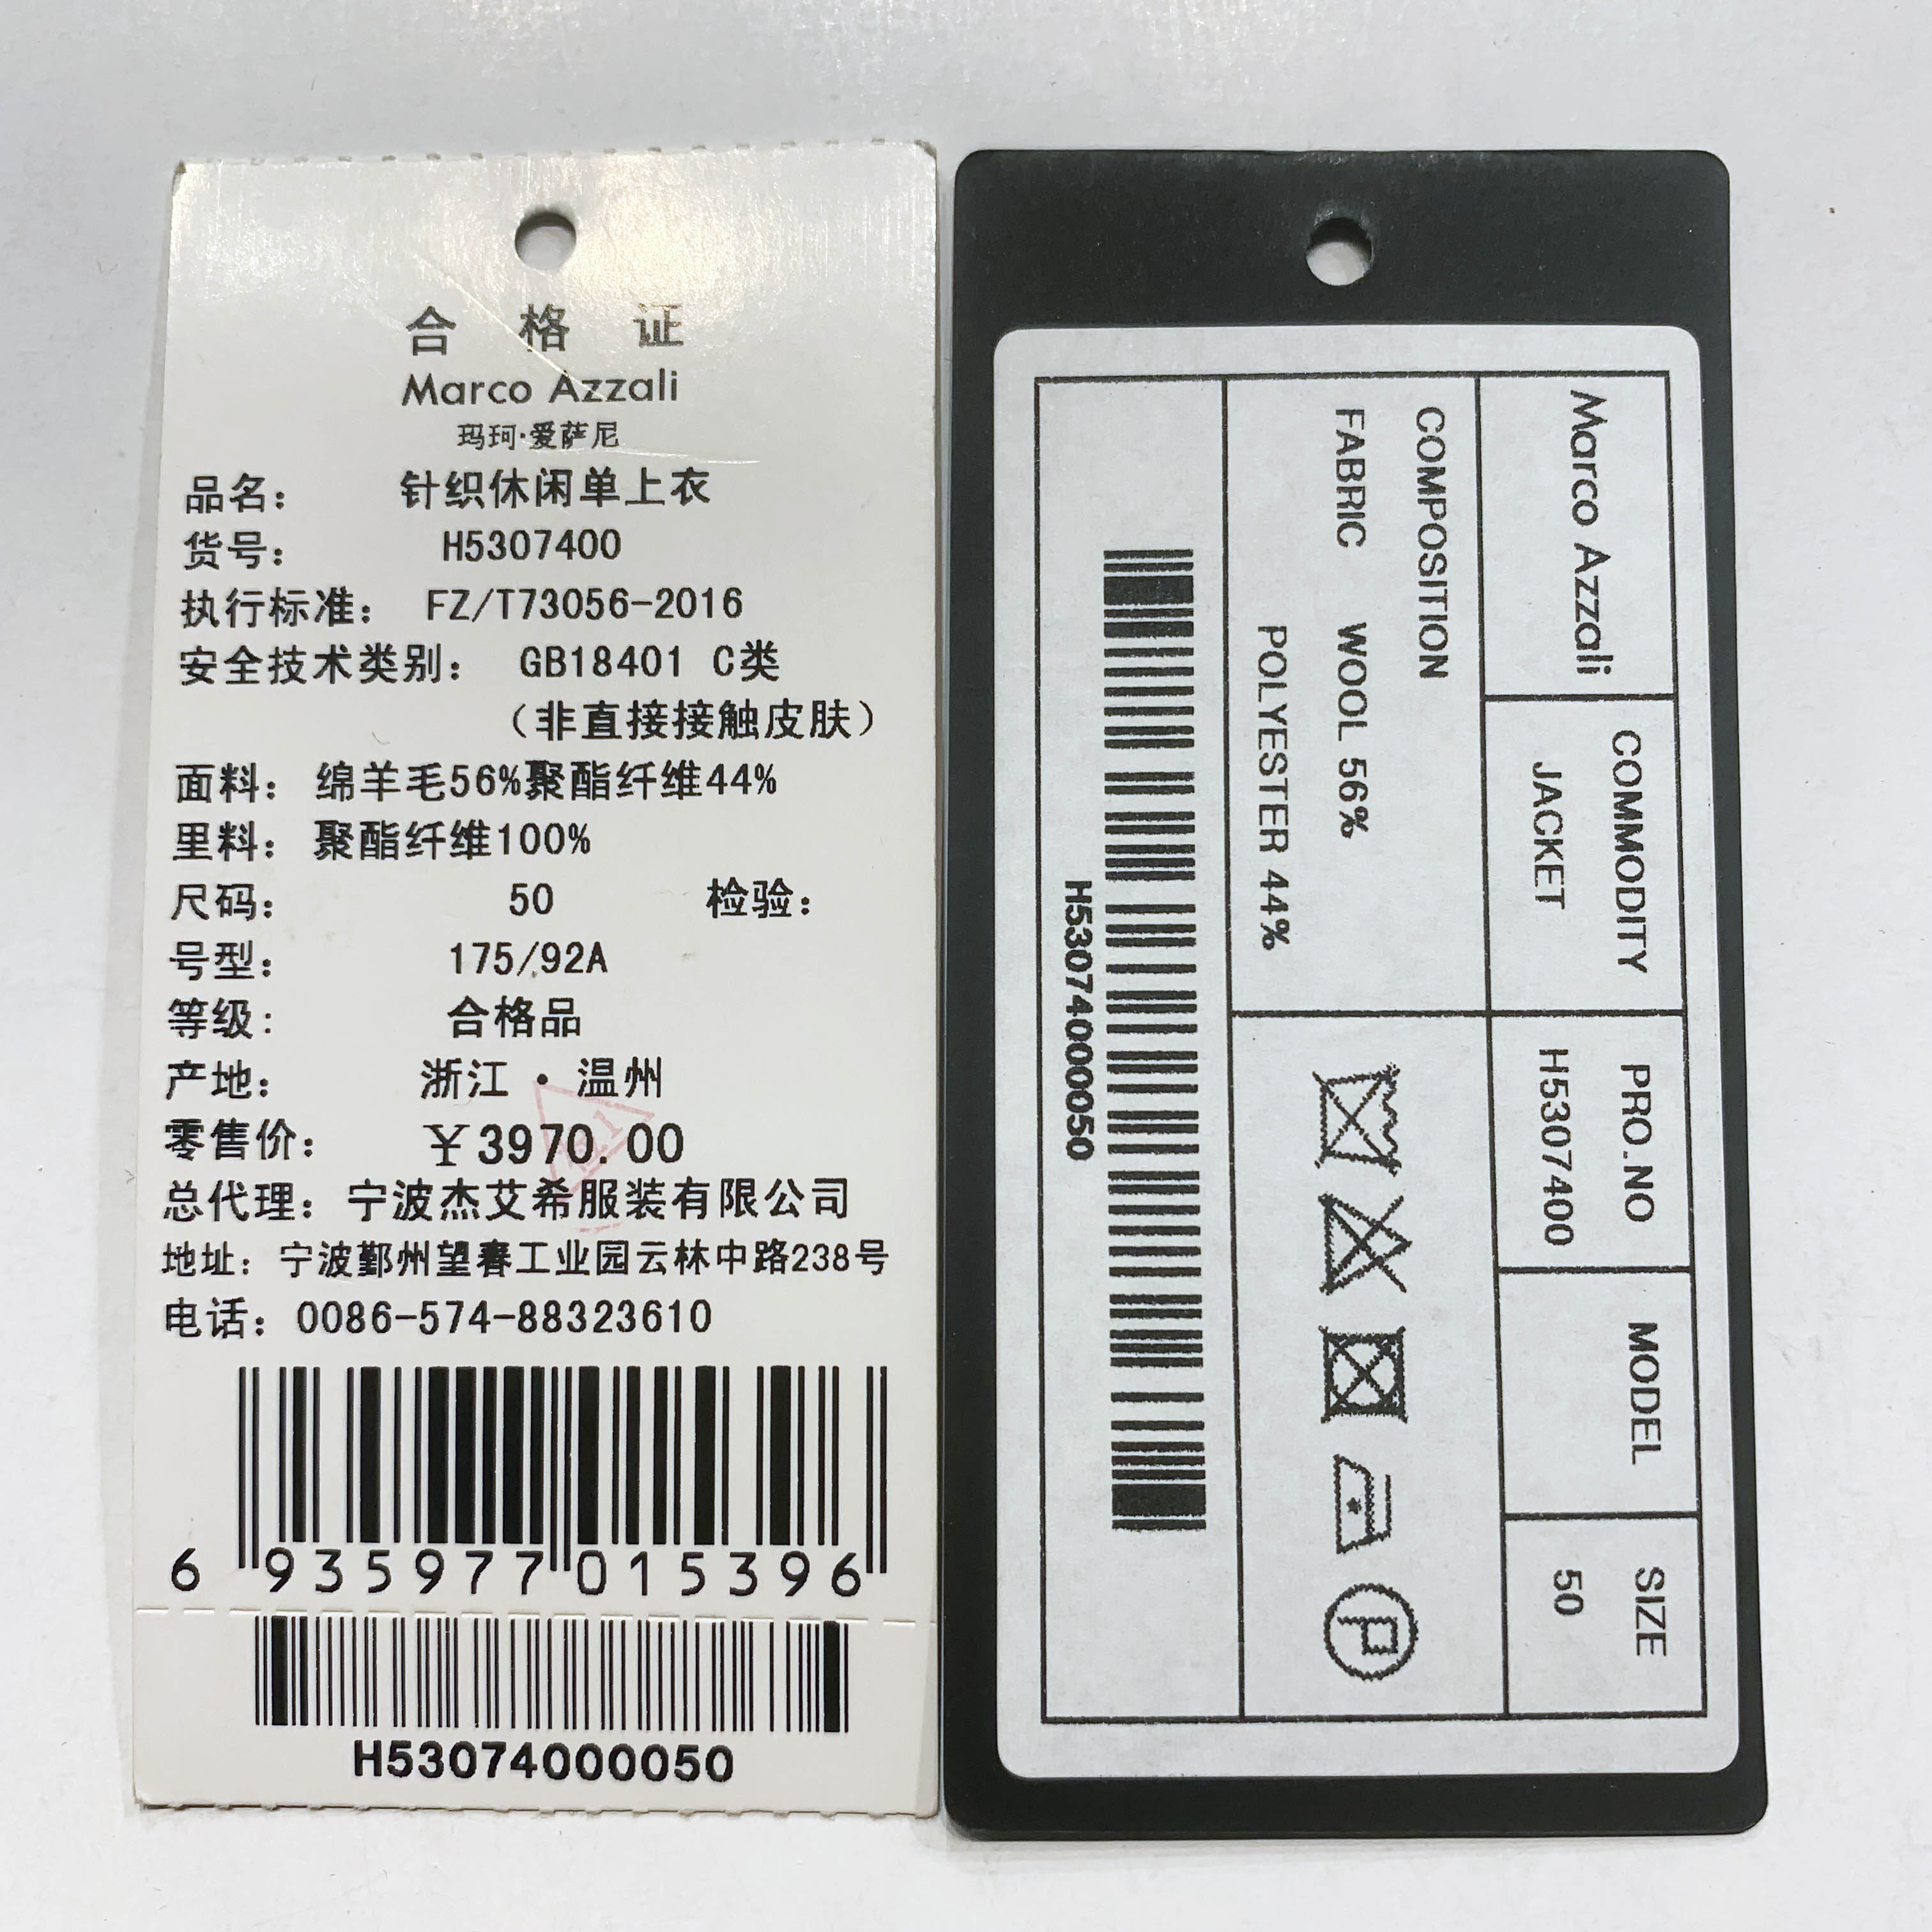 合格证
Marco Azzali
玛珂·爱萨尼
品名： 针织休闲单上衣
货号： H5307400
执行标准： FZ/T73056-2016
安全技术类别： GB18401 C类
（非直接接触皮肤）
面料： 绵羊毛56%聚酯纤维44%
里料： 聚酯纤维100%
尺码： 50 检验：
号型： 175/92A
等级： 合格品
产地： 浙江·温州
零售价： ￥3970.00
总代理： 宁波杰艾希服装有限公司
地址： 宁波鄞州望春工业园云林中路238号
电话： 0086-574-88323610
6 935977 015396
H53074000050
Marco Azzali
COMMODITY
JACKET
PRO.NO
H5307400
MODEL
SIZE
50
COMPOSITION
FABRIC WOOL 56%
POLYESTER 44%
P
H53074000050